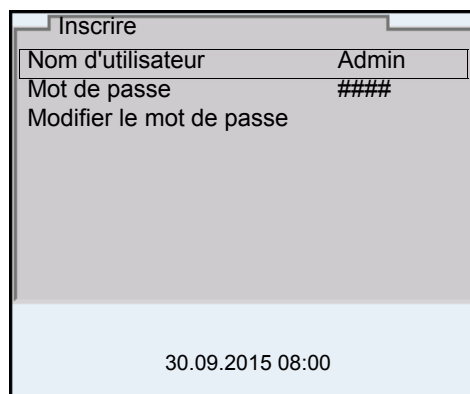 Inscrire
Nom d'utilisateur Admin
Mot de passe ####
Modifier le mot de passe
30.09.2015 08:00